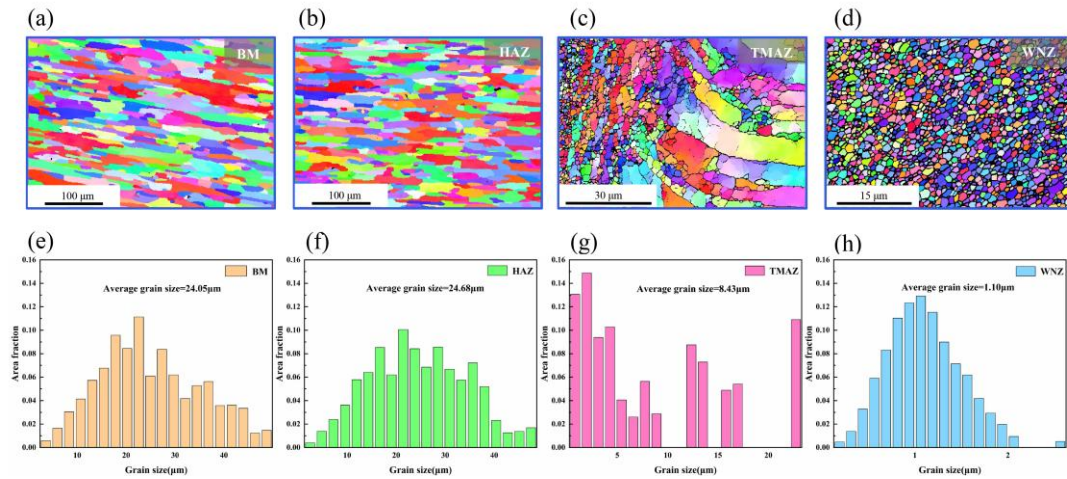 (a) (b) (c) (d)
BM HAZ TMAZ WNZ
100 μm 100 μm 30 μm 15 μm
(e) (f) (g) (h)
BM
Average grain size=24.05μm
0.14
0.12
0.10
0.08
0.06
0.04
0.02
0.00
Area fraction
10 20 30 40
Grain size(μm)
HAZ
Average grain size=24.68μm
0.14
0.12
0.10
0.08
0.06
0.04
0.02
0.00
Area fraction
10 20 30 40
Grain size(μm)
TMAZ
Average grain size=8.43μm
0.16
0.14
0.12
0.10
0.08
0.06
0.04
0.02
0.00
Area fraction
5 10 15 20
Grain size(μm)
WNZ
Average grain size=1.10μm
0.16
0.14
0.12
0.10
0.08
0.06
0.04
0.02
0.00
Area fraction
1 2
Grain size(μm)